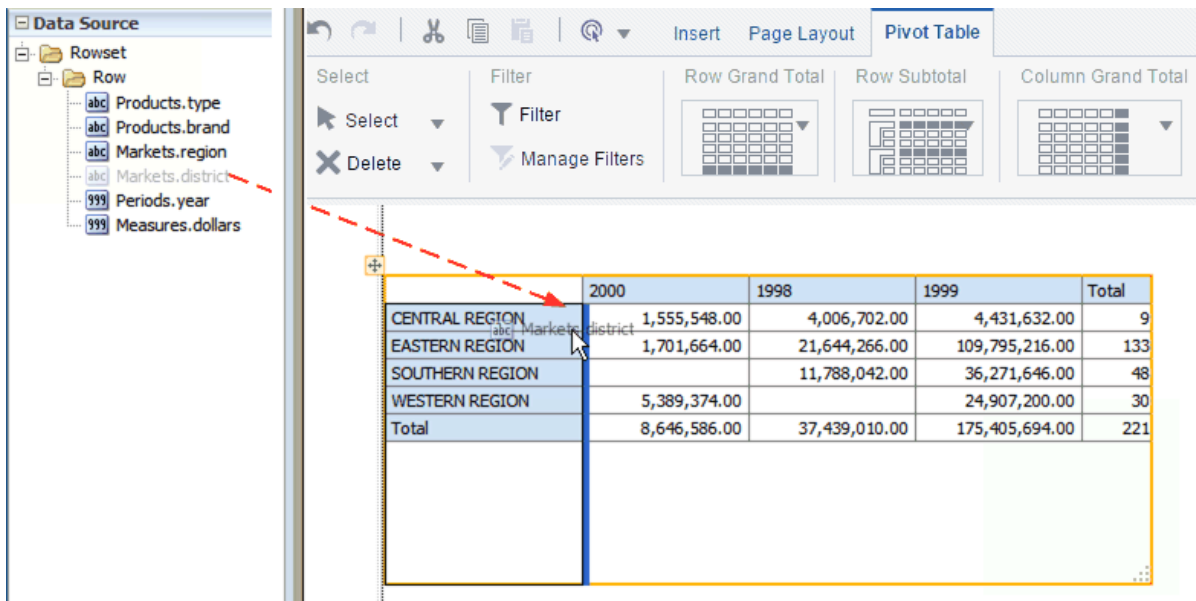 Data Source
Rowset
Row
abc Products.type
abc Products.brand
abc Markets.region
abc Markets.district
999 Periods.year
999 Measures.dollars
Insert Page Layout Pivot Table
Select Filter Row Grand Total Row Subtotal Column Grand Total
Select Filter
Delete Manage Filters
2000 1998 1999 Total
CENTRAL REGION 1,555,548.00 4,006,702.00 4,431,632.00 9
abc Markets.district
EASTERN REGION 1,701,664.00 21,644,266.00 109,795,216.00 133
SOUTHERN REGION 11,788,042.00 36,271,646.00 48
WESTERN REGION 5,389,374.00 24,907,200.00 30
Total 8,646,586.00 37,439,010.00 175,405,694.00 221